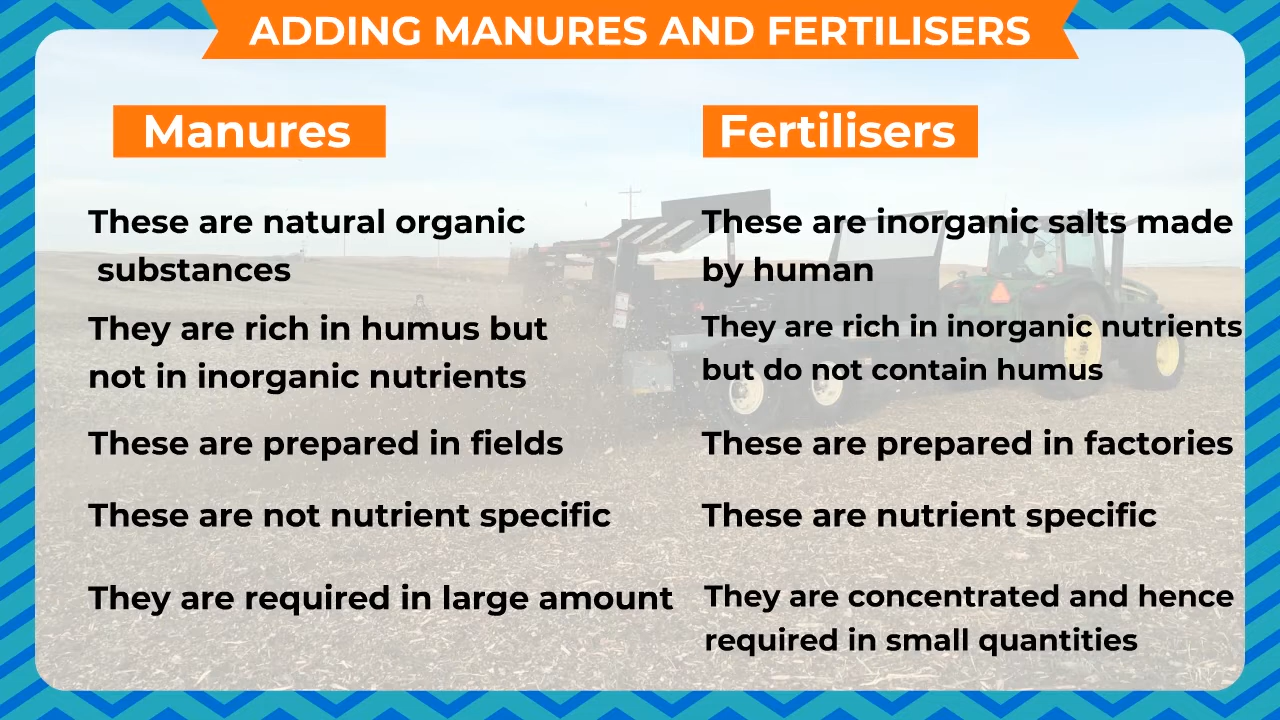 ADDING MANURES AND FERTILISERS
Manures
These are natural organic
substances
They are rich in humus but
not in inorganic nutrients
These are prepared in fields
These are not nutrient specific
They are required in large amount
Fertilisers
These are inorganic salts made
by human
They are rich in inorganic nutrients
but do not contain humus
These are prepared in factories
These are nutrient specific
They are concentrated and hence
required in small quantities